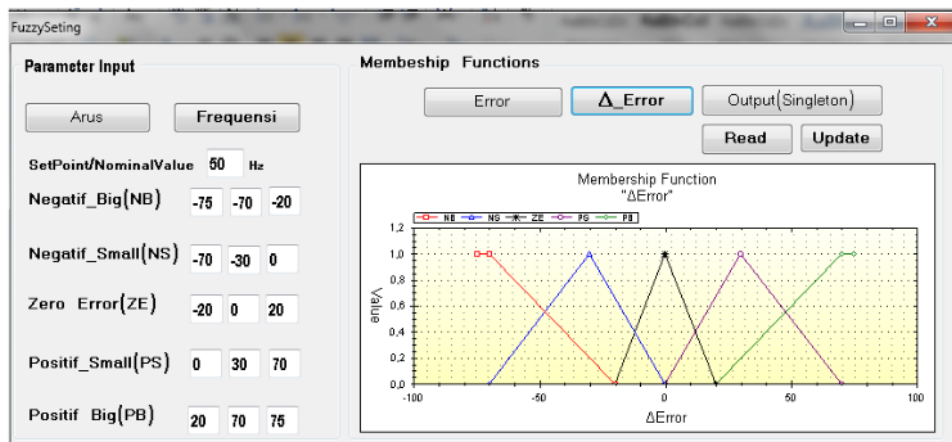 FuzzySeting
Parameter Input
Arus Frequensi
SetPoint/NominalValue 50 Hz
Negatif_Big(NB) -75 -70 -20
Negatif_Small(NS) -70 -30 0
Zero Error(ZE) -20 0 20
Positif_Small(PS) 0 30 70
Positif Big(PB) 20 70 75
Membeship Functions
Error Δ_Error Output(Singleton)
Read Update
Membership Function
"ΔError"
NB NS ZE PS PB
1,2
1,0
0,8
0,6
0,4
0,2
0,0
Value
-100 -50 0 50 100
ΔError